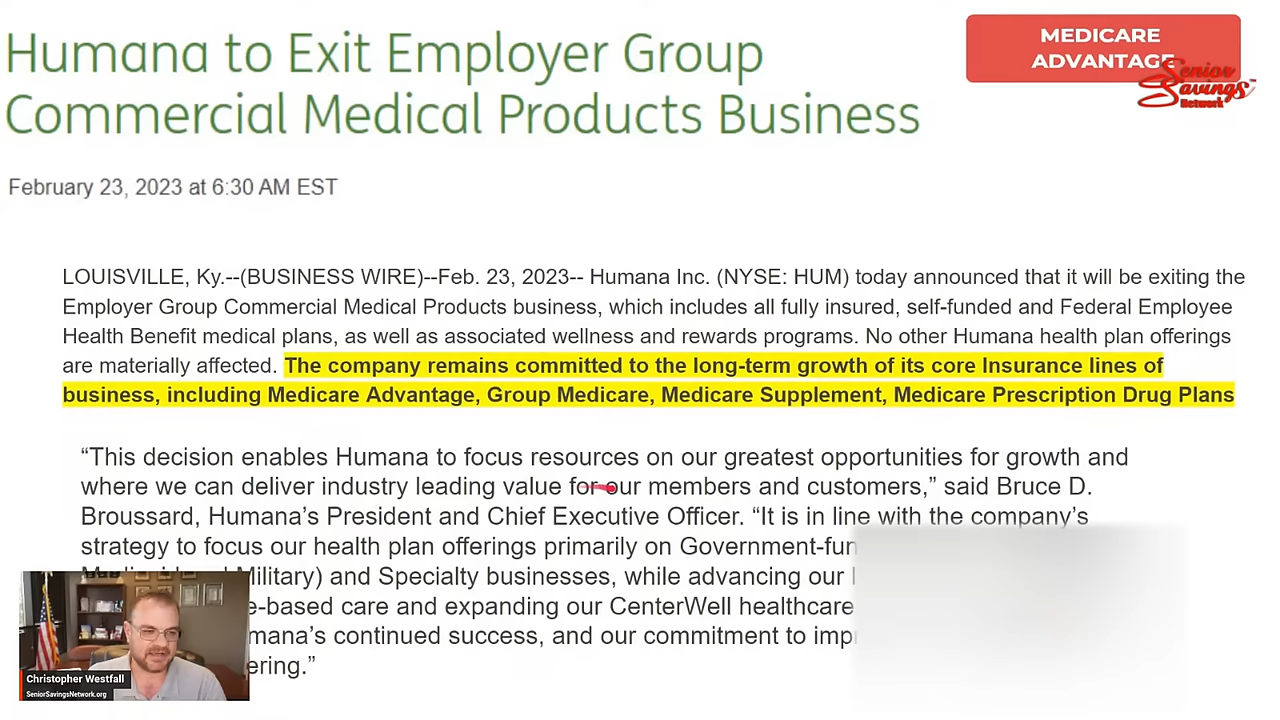 Humana to Exit Employer Group
Commercial Medical Products Business
MEDICARE
ADVANTAGE
Senior
Savings
Network
February 23, 2023 at 6:30 AM EST
LOUISVILLE, Ky.--(BUSINESS WIRE)--Feb. 23, 2023-- Humana Inc. (NYSE: HUM) today announced that it will be exiting the
Employer Group Commercial Medical Products business, which includes all fully insured, self-funded and Federal Employee
Health Benefit medical plans, as well as associated wellness and rewards programs. No other Humana health plan offerings
are materially affected. The company remains committed to the long-term growth of its core Insurance lines of
business, including Medicare Advantage, Group Medicare, Medicare Supplement, Medicare Prescription Drug Plans
“This decision enables Humana to focus resources on our greatest opportunities for growth and
where we can deliver industry leading value for our members and customers,” said Bruce D.
Broussard, Humana’s President and Chief Executive Officer. “It is in line with the company’s
strategy to focus our health plan offerings primarily on Government-fun
Military) and Specialty businesses, while advancing our
e-based care and expanding our CenterWell healthcare
mana’s continued success, and our commitment to imp
ering.”
Christopher Westfall
SeniorSavingsNetwork.org